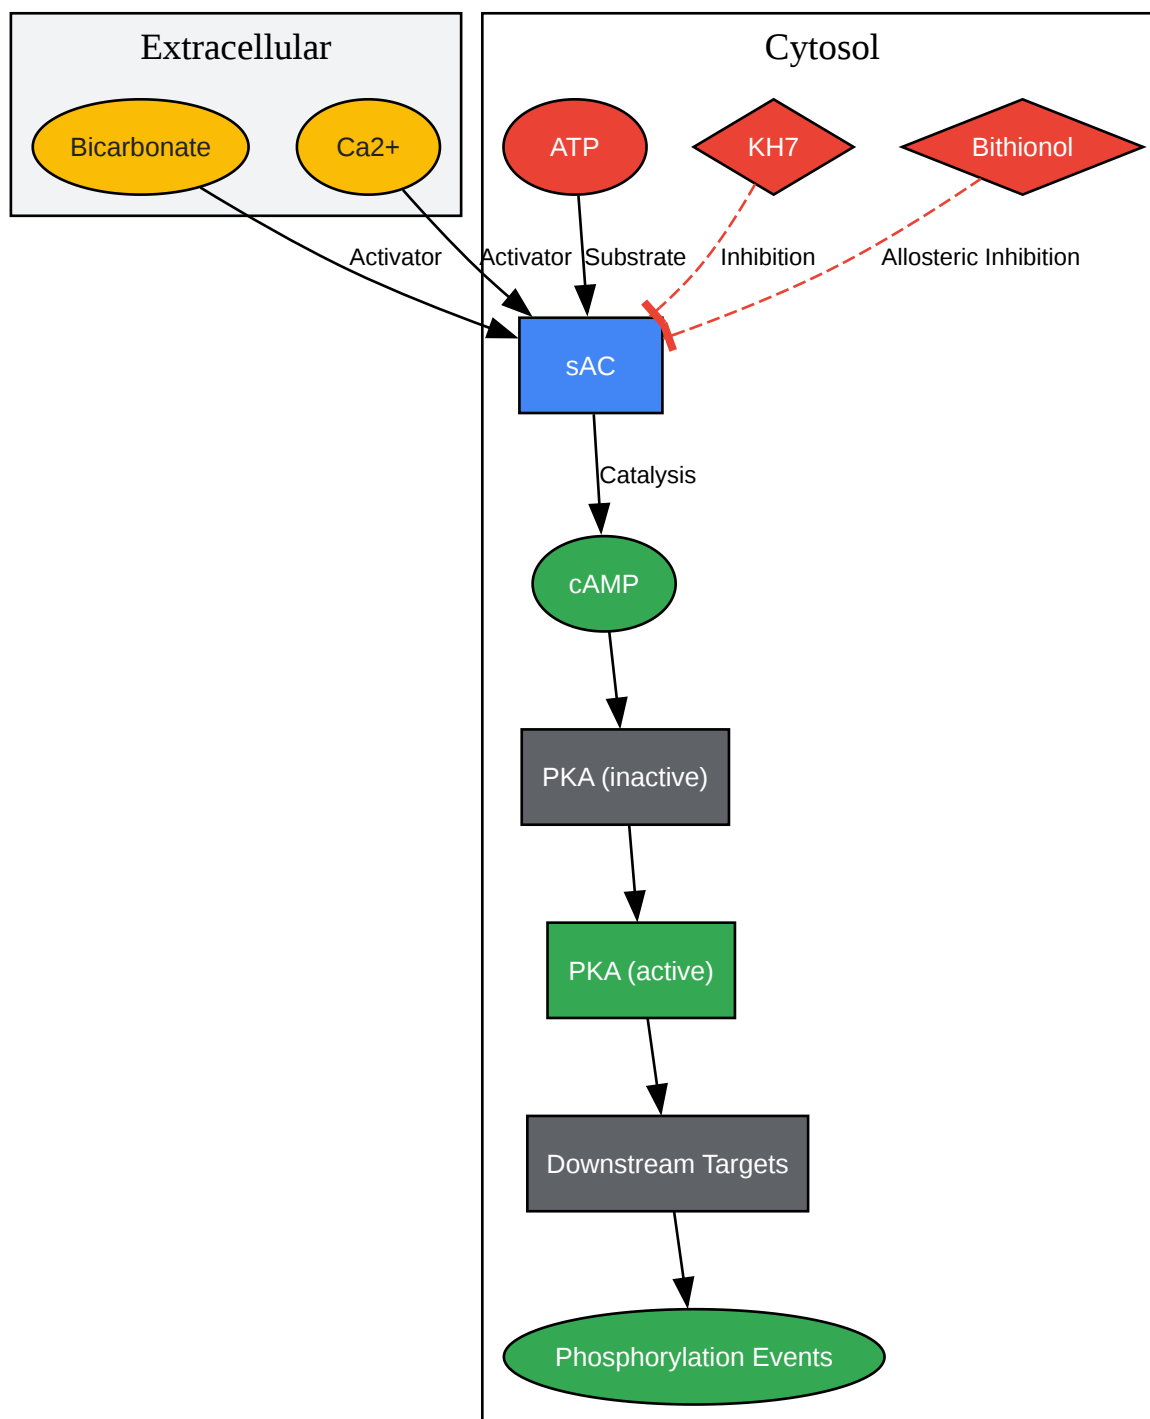 Extracellular
Cytosol
Bicarbonate
Ca2+
ATP
KH7
Bithionol
Activator
Activator
Substrate
Inhibition
Allosteric Inhibition
sAC
Catalysis
cAMP
PKA (inactive)
PKA (active)
Downstream Targets
Phosphorylation Events